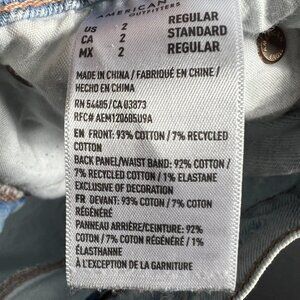 AMERICAN
OUTFITTERS
US 2 REGULAR
CA 2 STANDARD
MX 2 REGULAR
MADE IN CHINA / FABRIQUÉ EN CHINE /
HECHO EN CHINA
RN 54485/CA 03873
RFC# AEM120605U9A
EN FRONT: 93% COTTON / 7% RECYCLED
COTTON
BACK PANEL/WAIST BAND: 92% COTTON /
7% RECYCLED COTTON / 1% ELASTANE
EXCLUSIVE OF DECORATION
FR DEVANT: 93% COTON / 7% COTON
RÉGÉNÉRÉ
PANNEAU ARRIÈRE/CEINTURE: 92%
COTON / 7% COTON RÉGÉNÉRÉ / 1%
ÉLASTHANNE
À L'EXCEPTION DE LA GARNITURE